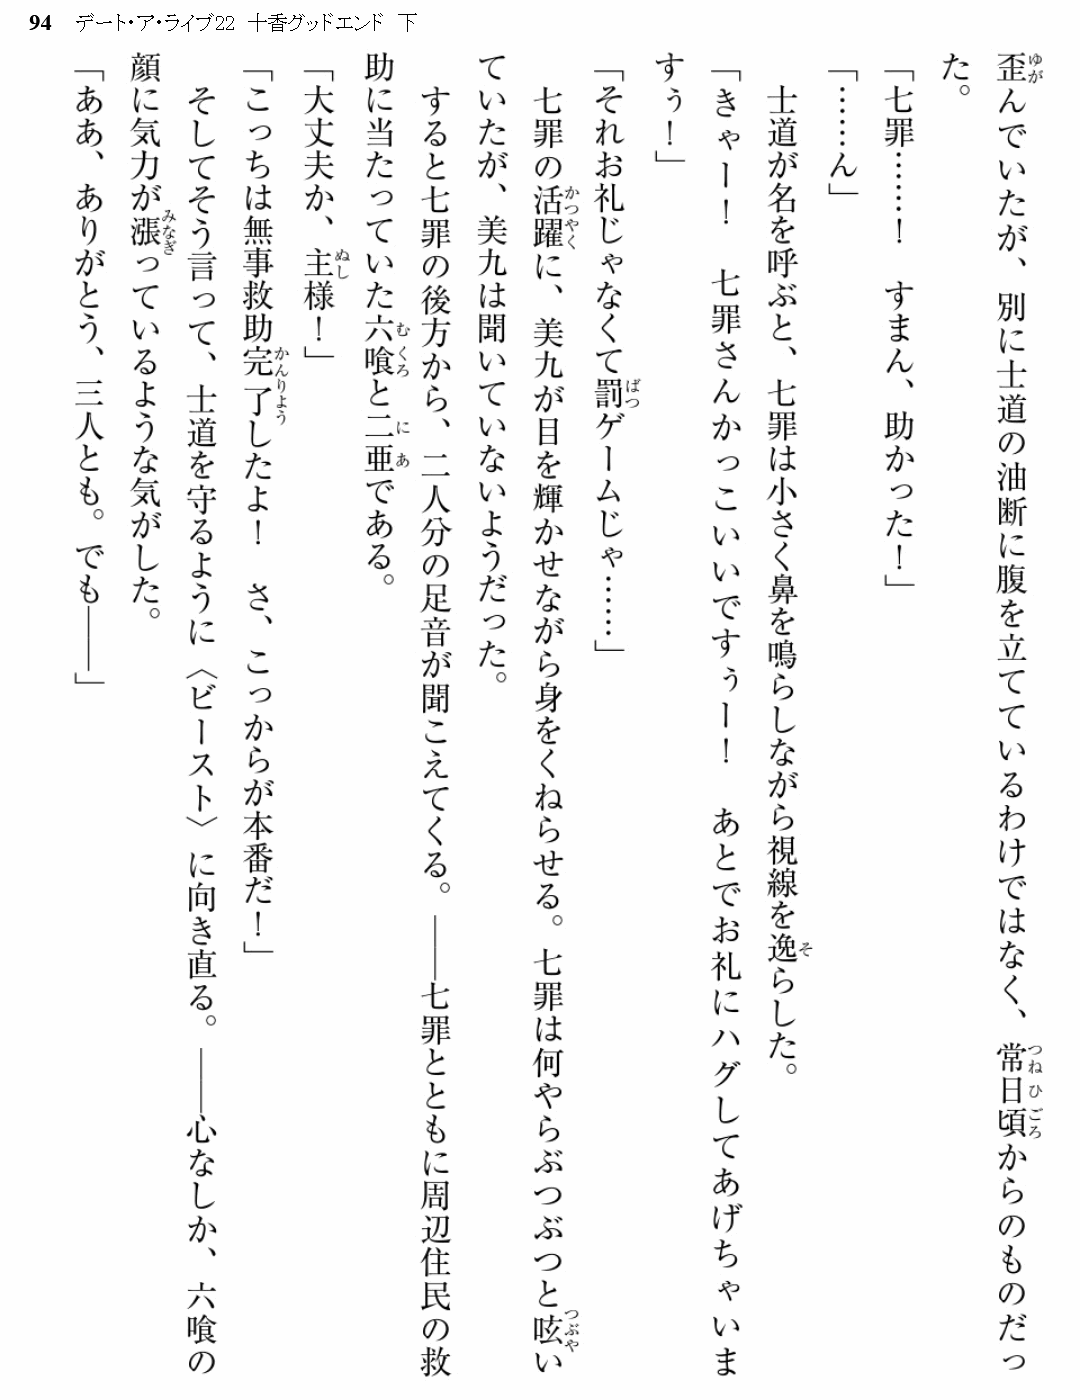 94 デート・ア・ライブ22 十香グッドエンド 下
歪んでいたが、別に士道の油断に腹を立てているわけではなく、常日頃からのものだっ
た。
「七罪……！　すまん、助かった！」
「……ん」
　士道が名を呼ぶと、七罪は小さく鼻を鳴らしながら視線を逸らした。
「きゃー！　七罪さんかっこいいですぅー！　あとでお礼にハグしてあげちゃいま
すぅ！」
「それお礼じゃなくて罰ゲームじゃ……」
　七罪の活躍に、美九が目を輝かせながら身をくねらせる。七罪は何やらぶつぶつと呟い
ていたが、美九は聞いていないようだった。
　すると七罪の後方から、二人分の足音が聞こえてくる。――七罪とともに周辺住民の救
助に当たっていた六喰と二亜である。
「大丈夫か、主様！」
「こっちは無事救助完了したよ！　さ、こっからが本番だ！」
　そしてそう言って、士道を守るように〈ビースト〉に向き直る。――心なしか、六喰の
顔に気力が漲っているような気がした。
「ああ、ありがとう、三人とも。でも――」